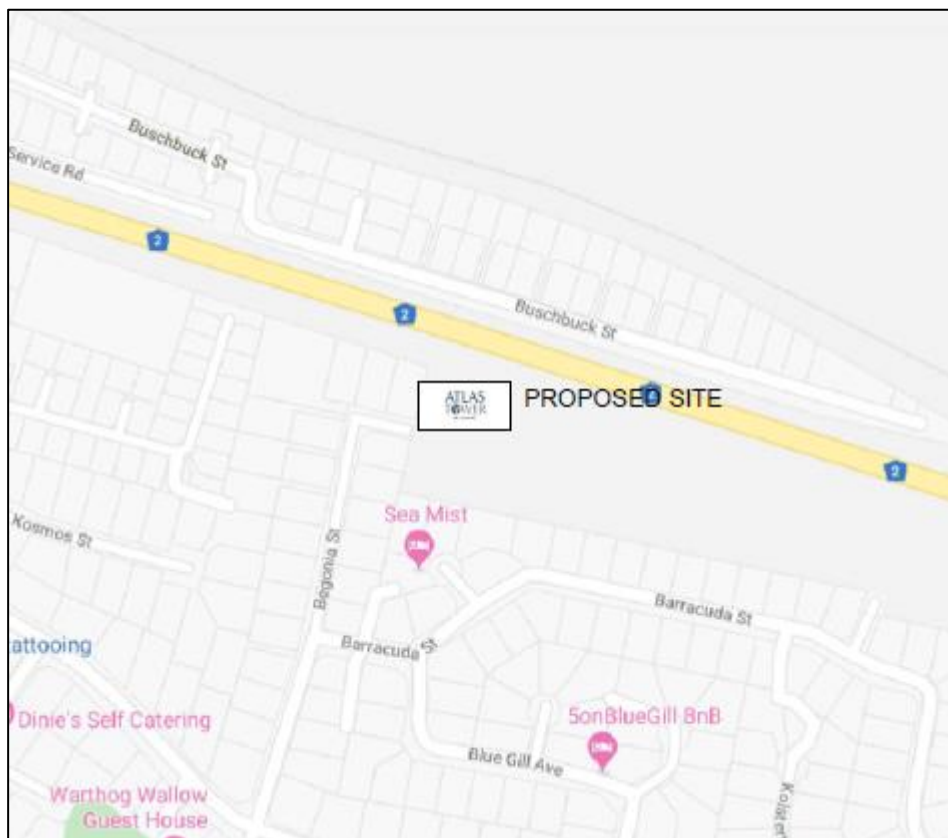 Buschbuck St
Service Rd
2
2
Buschbuck St
ATLAS
TOWER
PROPOSED SITE
2
2
Sea Mist
Kosmos St
Begonia St
Barracuda St
Barracuda St
attooing
Dinie's Self Catering
5onBlueGill BnB
Blue Gill Ave
Warthog Wallow
Guest House